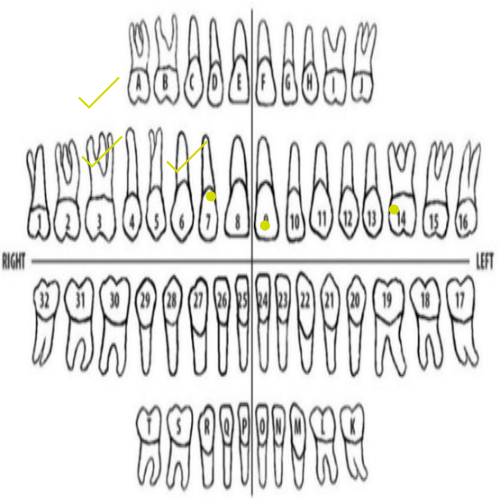 A B C D E F G H I J
1 2 3 4 5 6 7 8 9 10 11 12 13 14 15 16
RIGHT LEFT
32 31 30 29 28 27 26 25 24 23 22 21 20 19 18 17
T S R Q P O N M L K